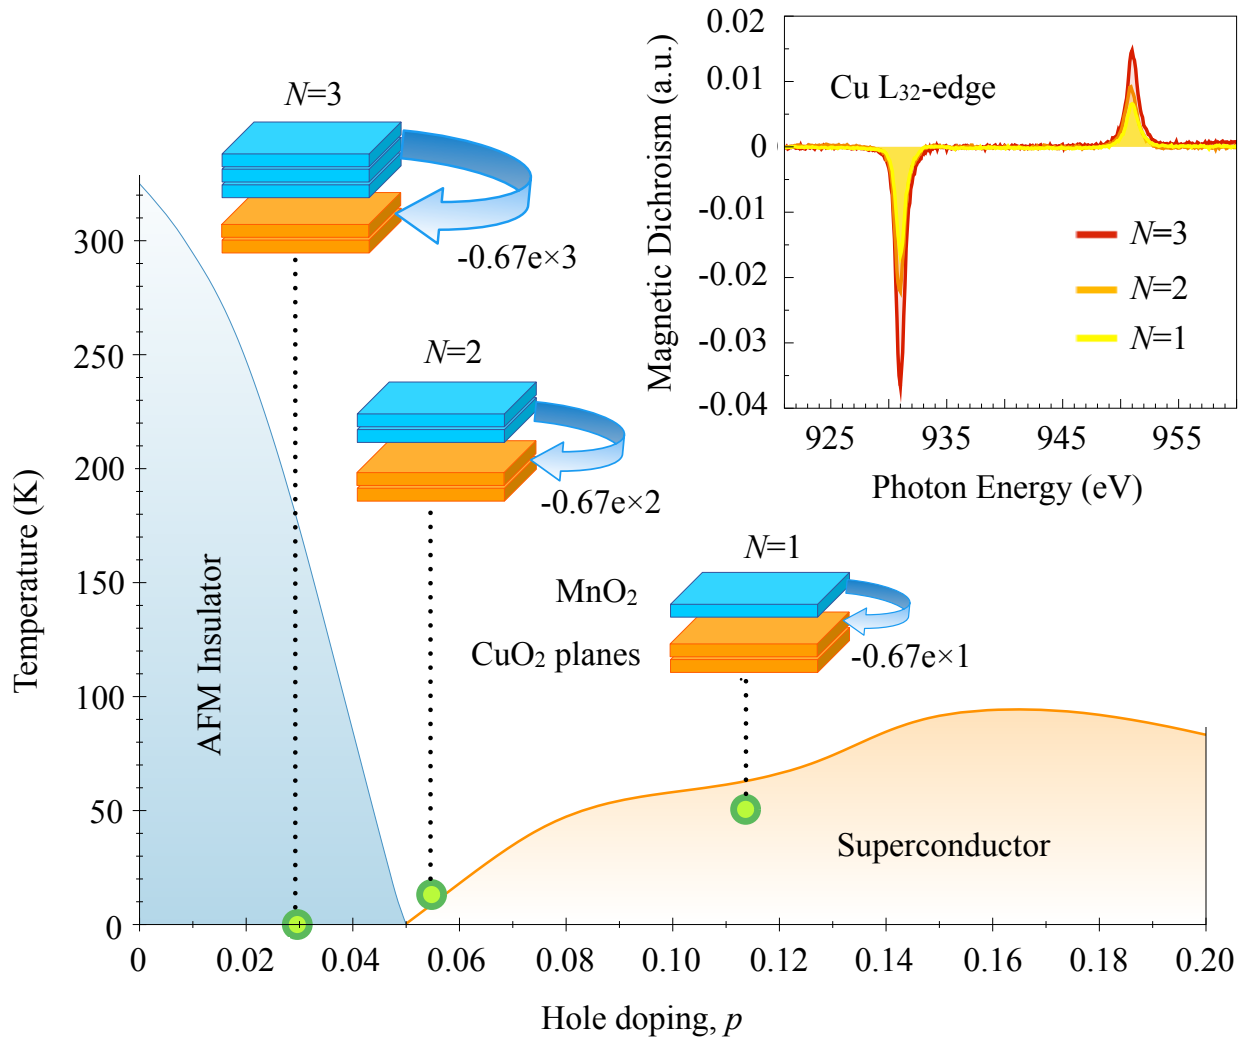 N=3
-0.67e×3
N=2
-0.67e×2
N=1
MnO₂
CuO₂ planes
-0.67e×1
AFM Insulator
Superconductor
Temperature (K)
300
250
200
150
100
50
0
0 0.02 0.04 0.06 0.08 0.10 0.12 0.14 0.16 0.18 0.20
Hole doping, p
Magnetic Dichroism (a.u.)
0.02
0.01
0
-0.01
-0.02
-0.03
-0.04
Cu L₃₂-edge
N=3
N=2
N=1
925 935 945 955
Photon Energy (eV)